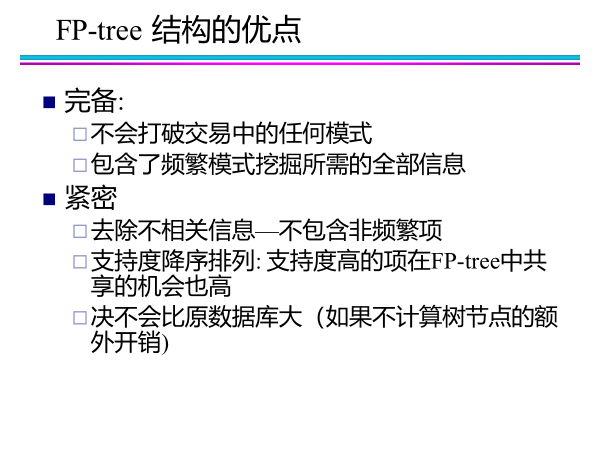 FP-tree 结构的优点
完备:
不会打破交易中的任何模式
包含了频繁模式挖掘所需的全部信息
紧密
去除不相关信息—不包含非频繁项
支持度降序排列: 支持度高的项在FP-tree中共
享的机会也高
决不会比原数据库大（如果不计算树节点的额
外开销)